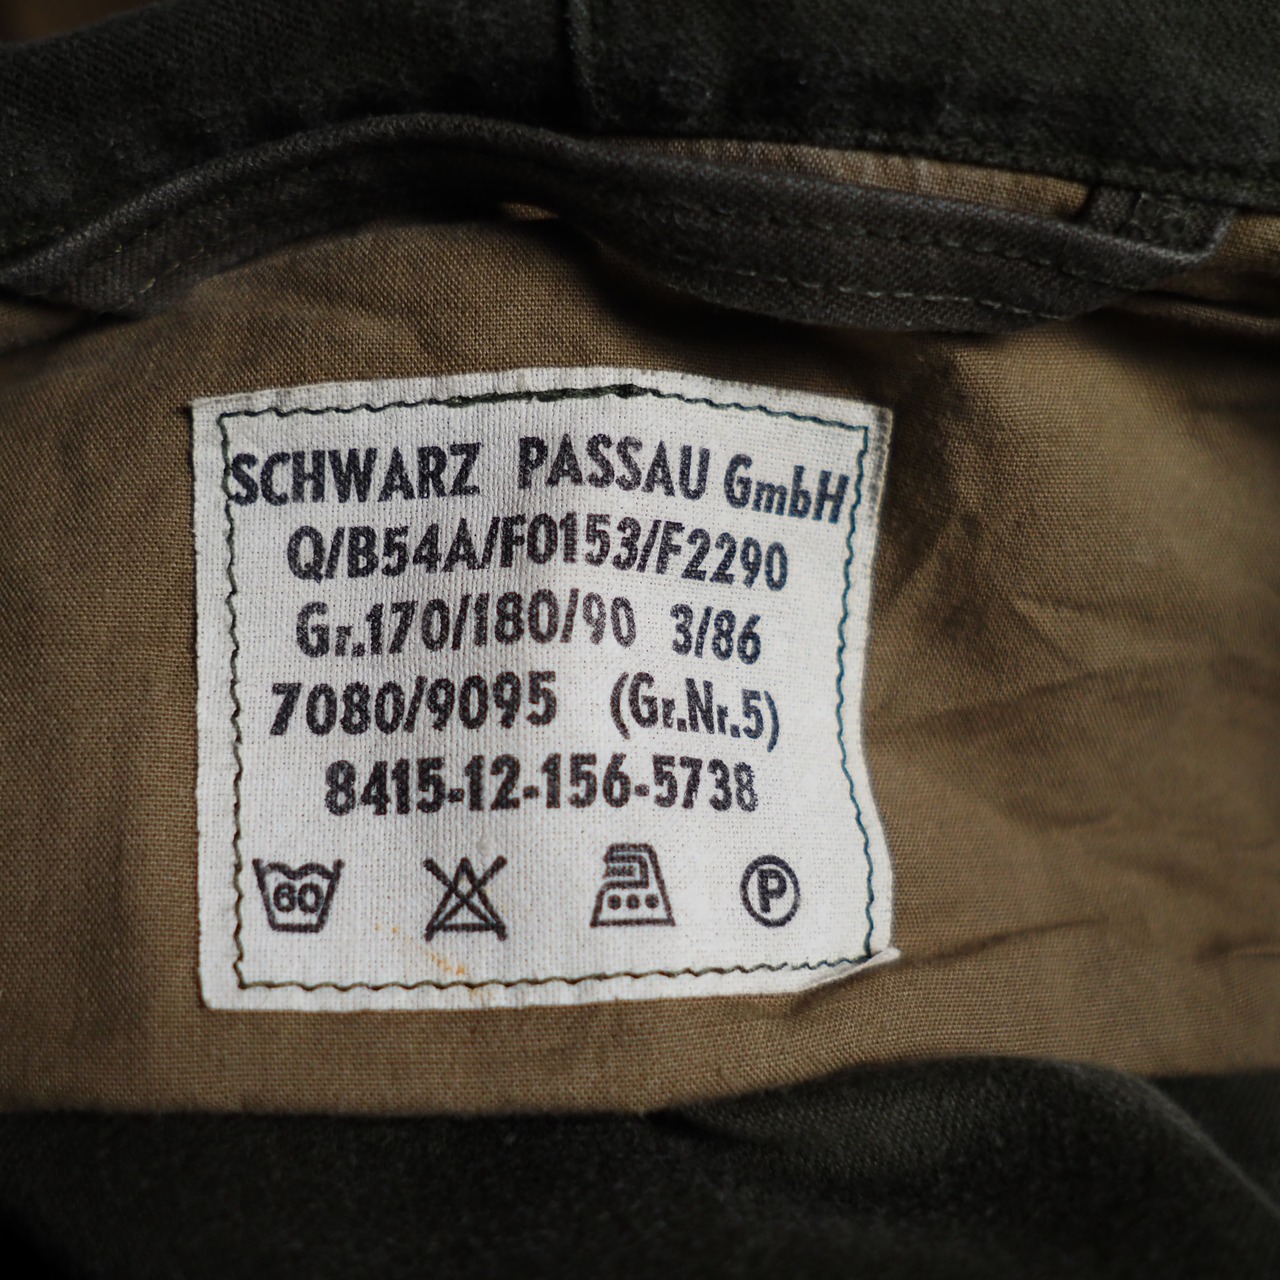 SCHWARZ PASSAU GmbH
Q/B54A/F0153/F2290
Gr.170/180/90 3/86
7080/9095 (Gr.Nr.5)
8415-12-156-5738
60 P